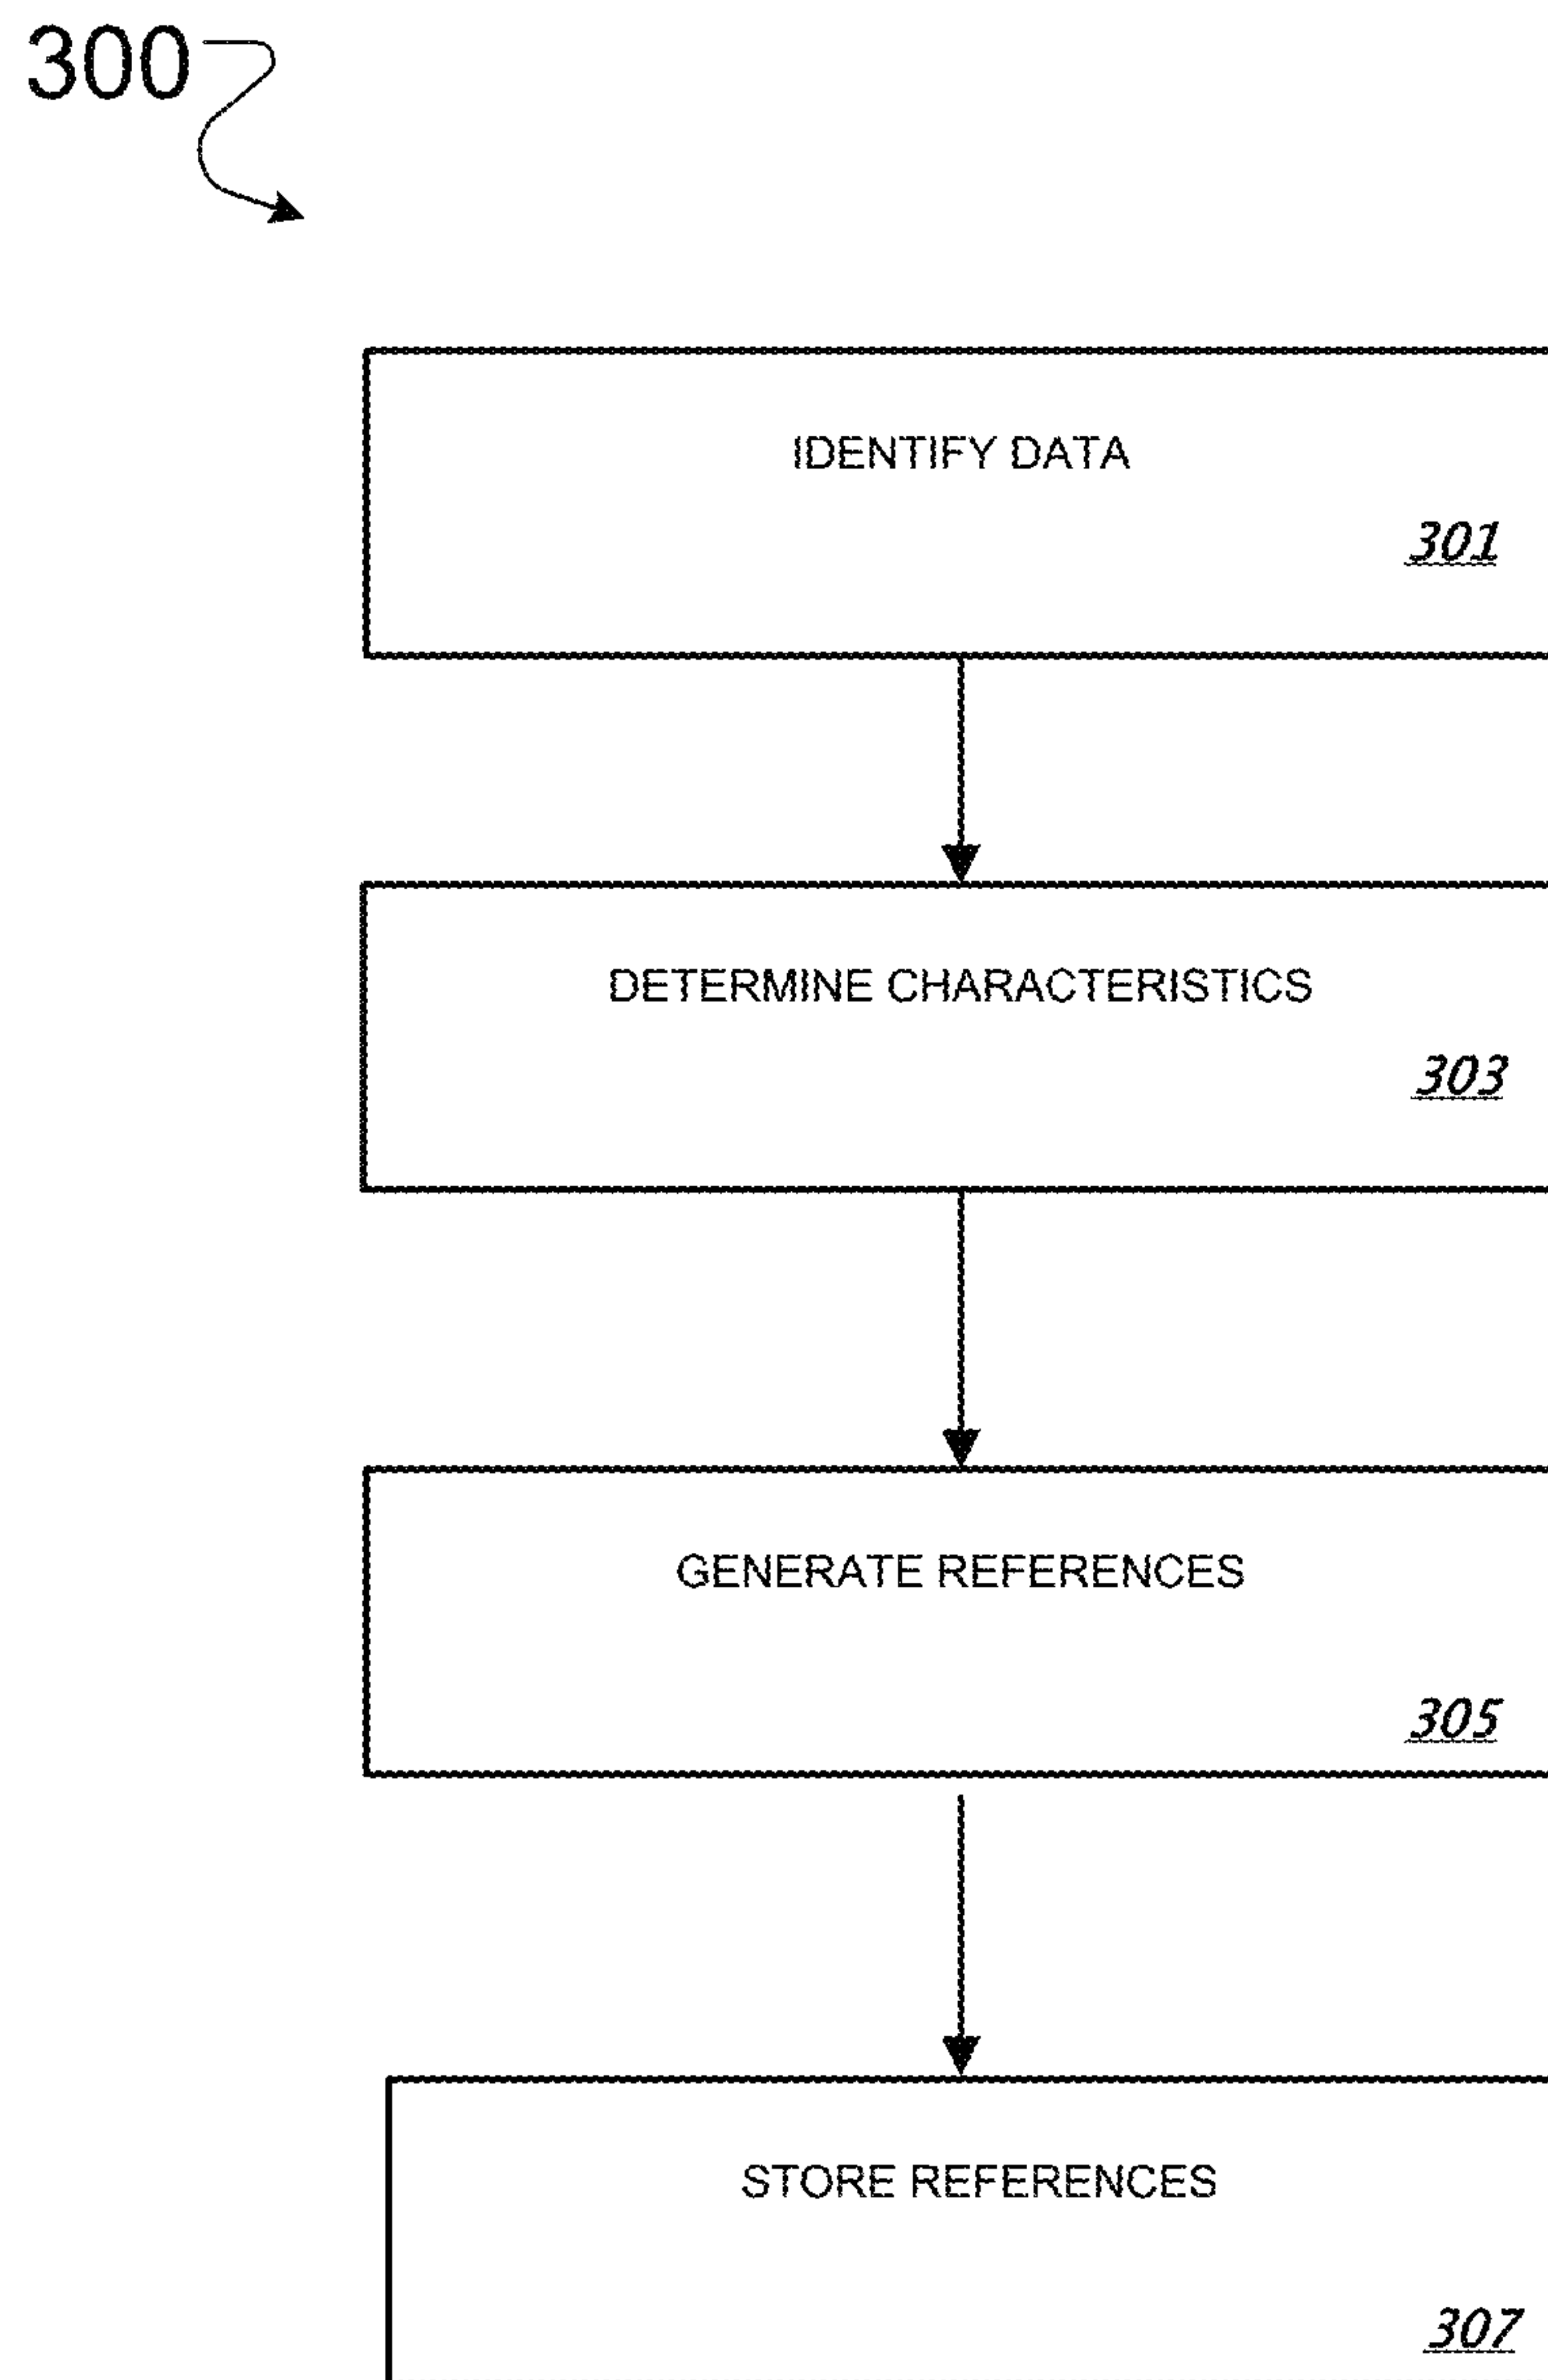 300
IDENTIFY DATA
301
DETERMINE CHARACTERISTICS
303
GENERATE REFERENCES
305
STORE REFERENCES
307